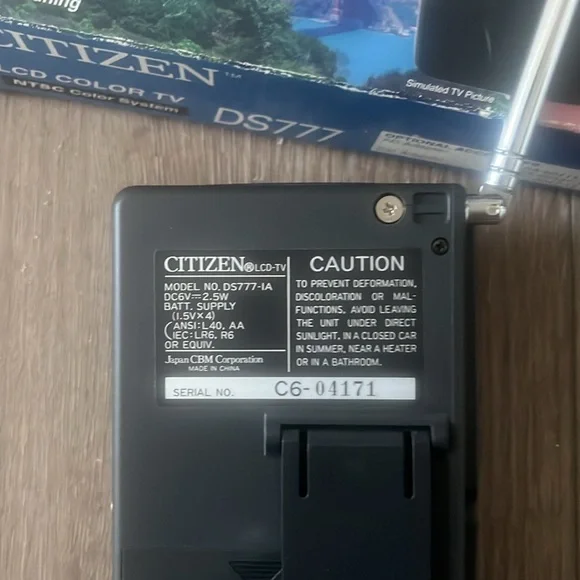 CITIZEN™
LCD COLOR TV
NTSC Color System
DS777
Simulated TV Picture
CITIZEN® LCD-TV
MODEL NO. DS777-IA
DC6V⎓2.5W
BATT. SUPPLY
(1.5V×4)
(ANSI:L40, AA
IEC:LR6, R6)
OR EQUIV.
Japan CBM Corporation
MADE IN CHINA
CAUTION
TO PREVENT DEFORMATION,
DISCOLORATION OR MAL-
FUNCTIONS, AVOID LEAVING
THE UNIT UNDER DIRECT
SUNLIGHT, IN A CLOSED CAR
IN SUMMER, NEAR A HEATER
OR IN A BATHROOM.
SERIAL NO. C6-04171